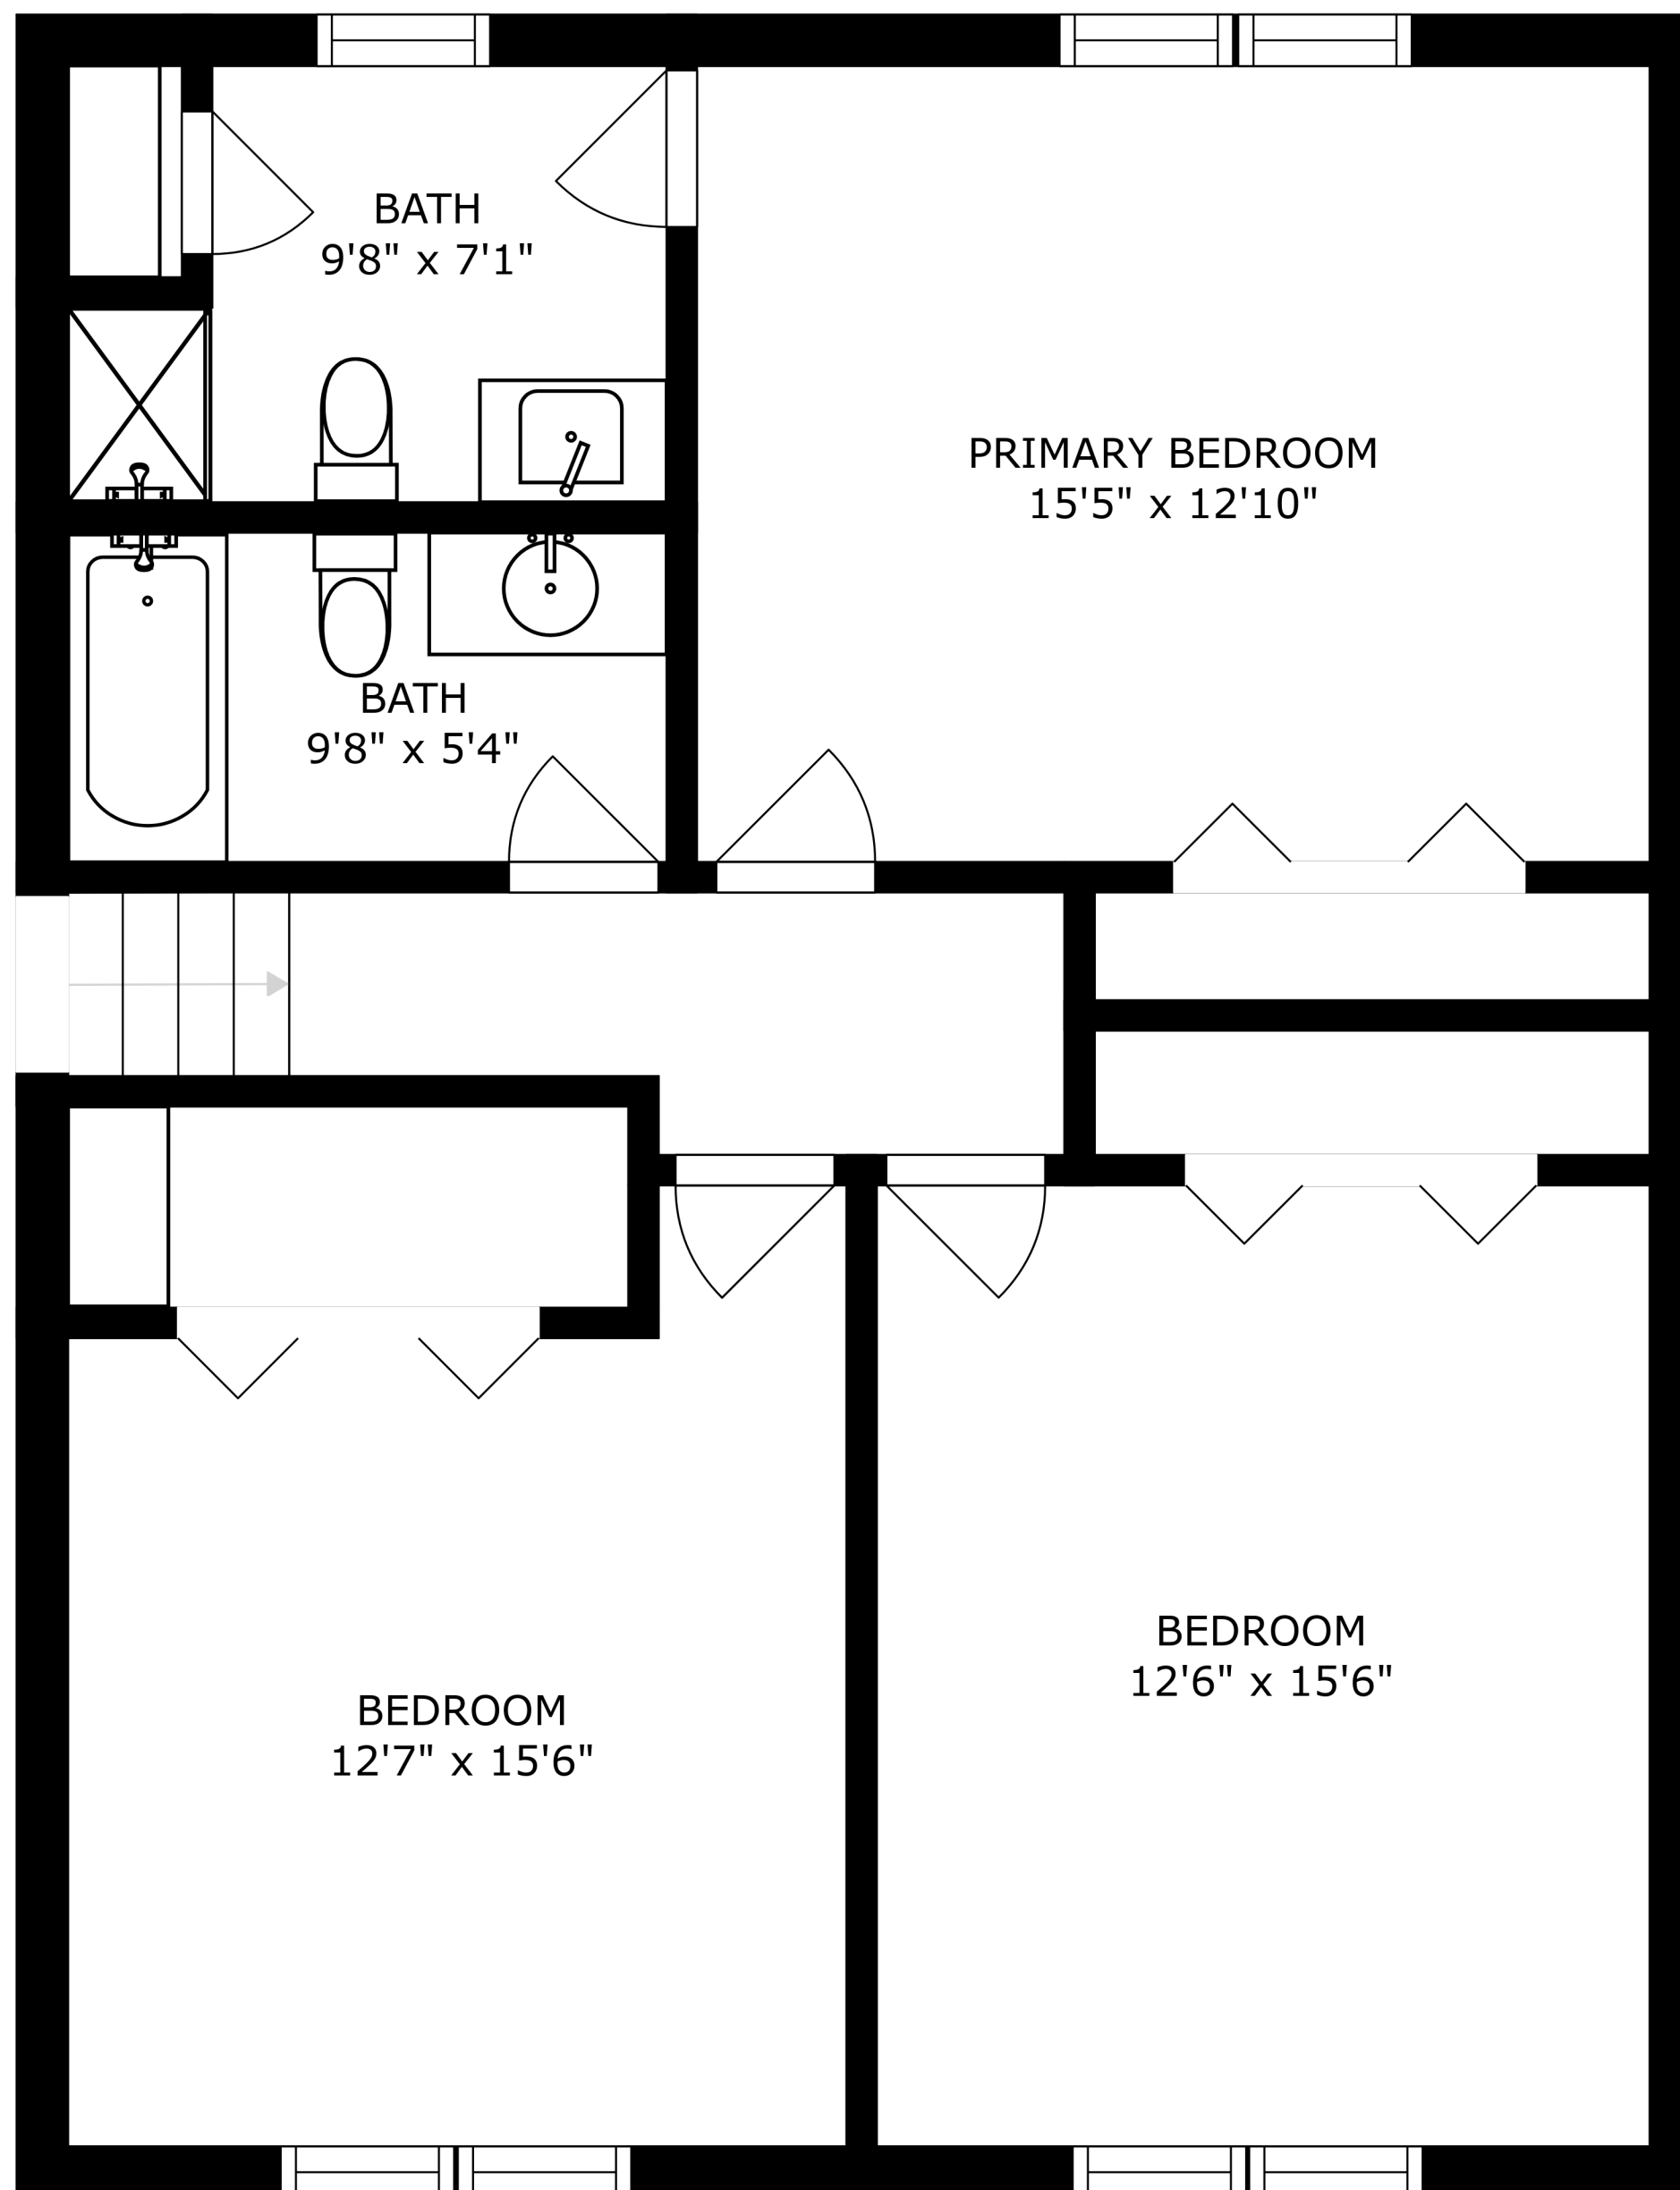 BATH
9'8" x 7'1"
PRIMARY BEDROOM
15'5" x 12'10"
BATH
9'8" x 5'4"
BEDROOM
12'6" x 15'6"
BEDROOM
12'7" x 15'6"